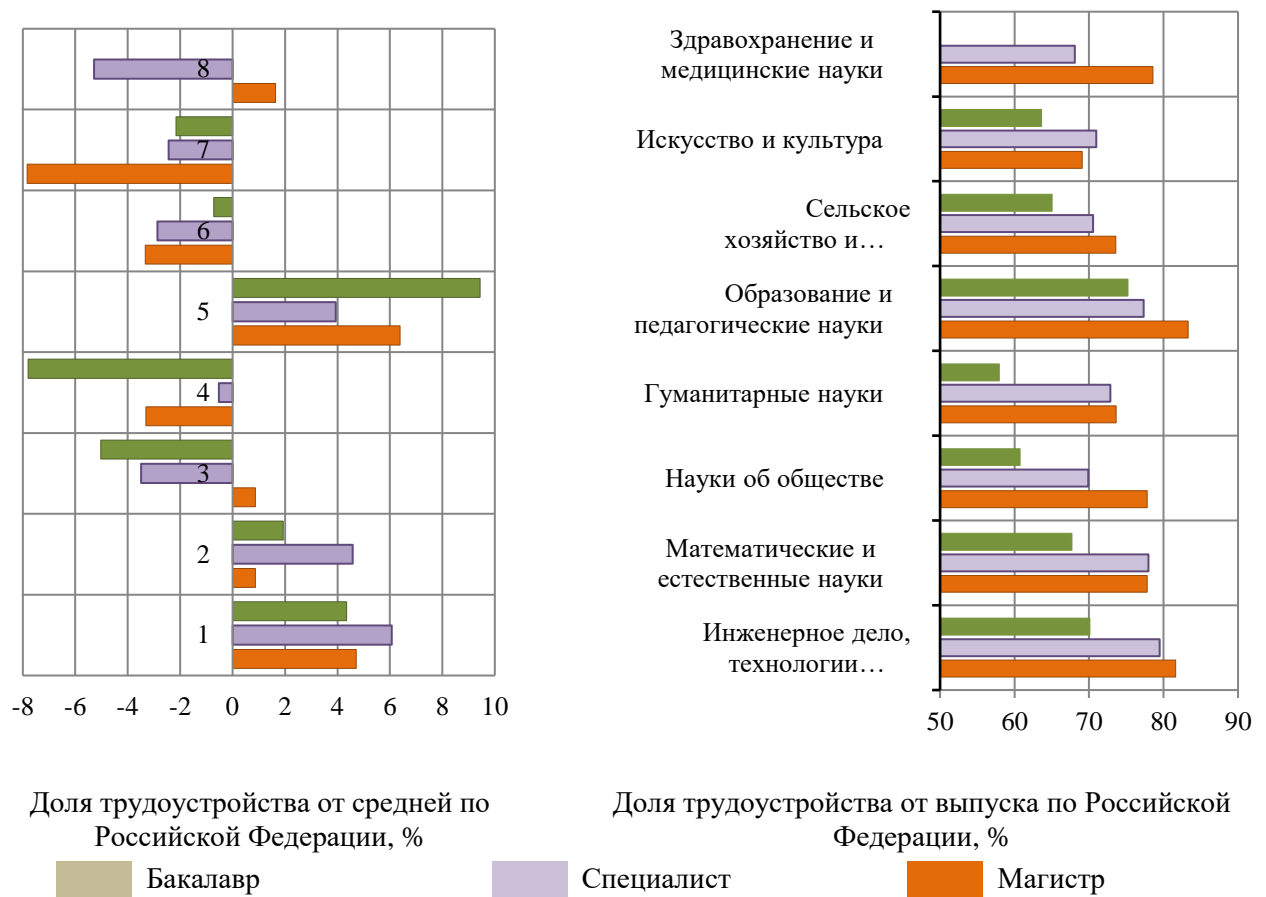 8
7
6
5
4
3
2
1
-8 -6 -4 -2 0 2 4 6 8 10
Доля трудоустройства от средней по
Российской Федерации, %
Здравохранение и
медицинские науки
Искусство и культура
Сельское
хозяйство и…
Образование и
педагогические науки
Гуманитарные науки
Науки об обществе
Математические и
естественные науки
Инженерное дело,
технологии…
50 60 70 80 90
Доля трудоустройства от выпуска по Российской
Федерации, %
Бакалавр Специалист Магистр